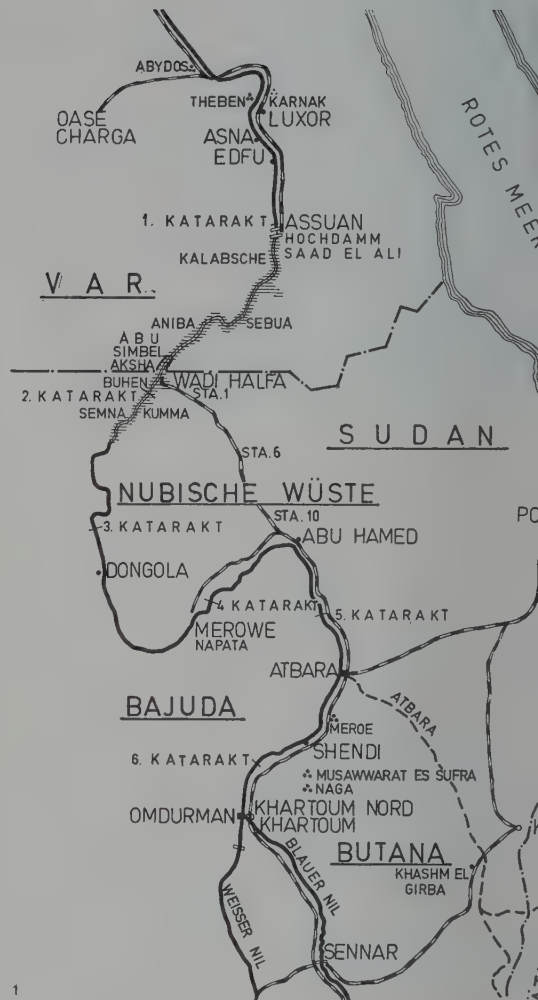 ABYDOS
THEBEN
KARNAK
LUXOR
OASE
CHARGA
ASNA
EDFU
ROTES MEER
1. KATARAKT
ASSUAN
HOCHDAMM
SAAD EL ALI
KALABSCHE
V A R
ANIBA
SEBUA
ABU
SIMBEL
AKSHA
BUHEN
WADI HALFA
2. KATARAKT
STA.1
SEMNA
KUMMA
SUDAN
STA.6
NUBISCHE WÜSTE
STA.10
3. KATARAKT
ABU HAMED
DONGOLA
4 KATARAKT
5. KATARAKT
MEROWE
NAPATA
ATBARA
ATBARA
BAJUDA
MEROE
SHENDI
6. KATARAKT
MUSAWWARAT ES SUFRA
NAGA
OMDURMAN
KHARTOUM NORD
KHARTOUM
BLAUER NIL
BUTANA
KHASHM EL
GIRBA
WEISSER NIL
SENNAR
1